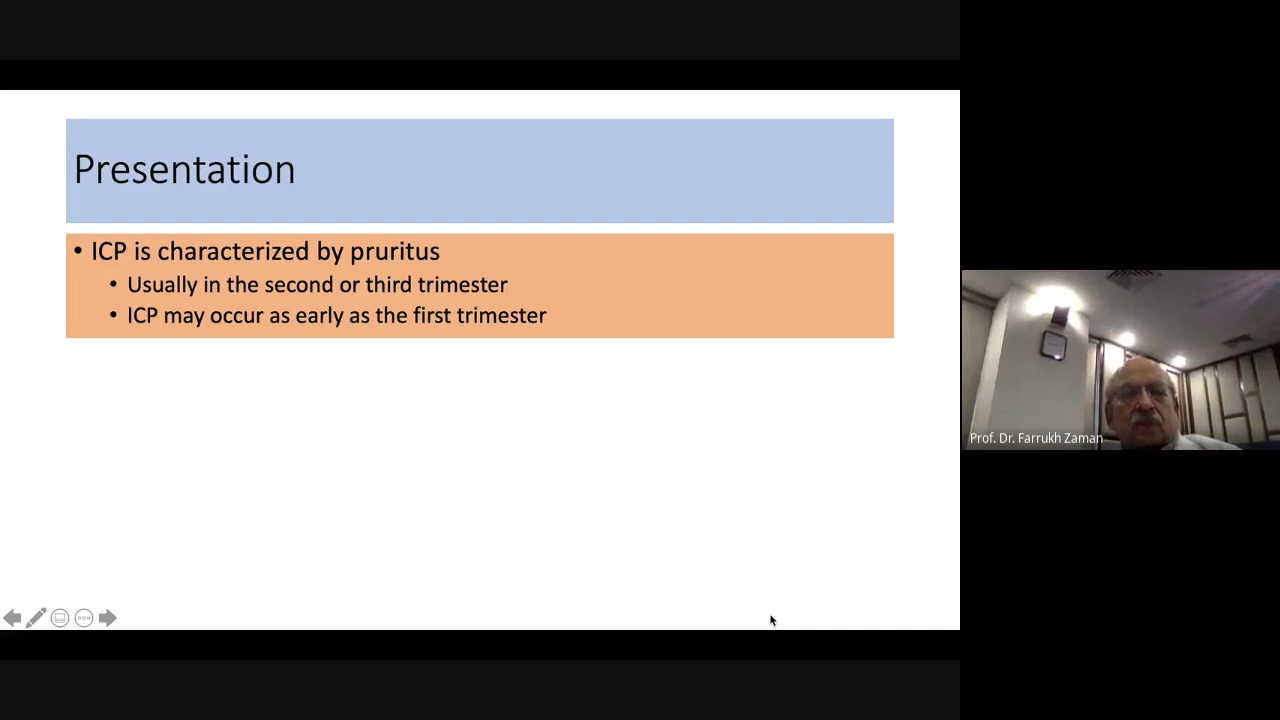 Presentation
• ICP is characterized by pruritus
• Usually in the second or third trimester
• ICP may occur as early as the first trimester
Prof. Dr. Farrukh Zaman